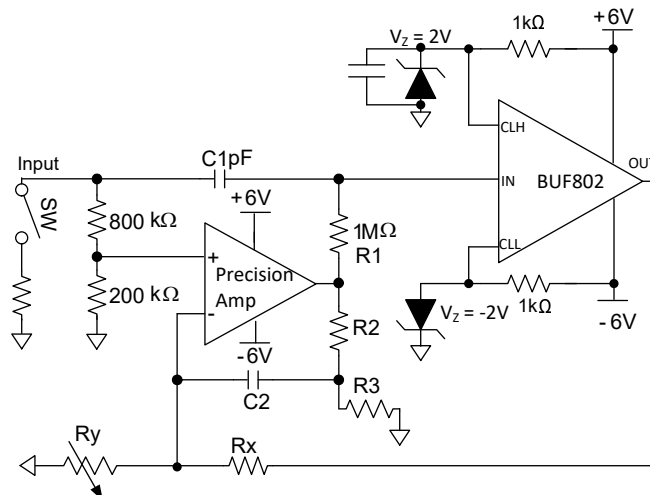 1kΩ
+6V
V_Z = 2V
CLH
C1pF
Input
OUT
IN
BUF802
SW
800 kΩ
+6V
1MΩ
R1
+
Precision
Amp
CLL
200 kΩ
-
R2
V_Z = -2V
1kΩ
-6V
-6V
C2
R3
Ry
Rx